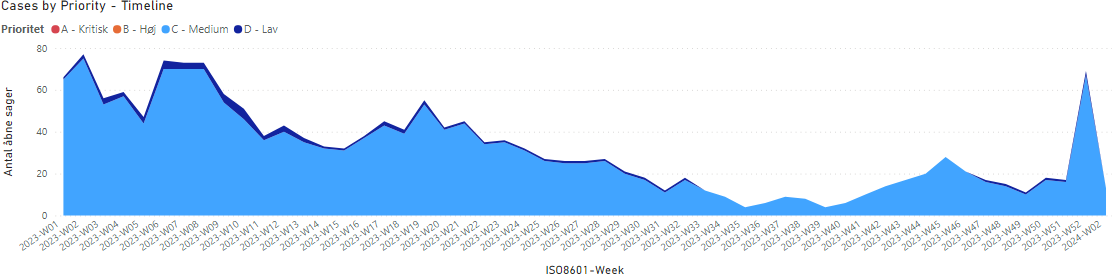 Cases by Priority - Timeline
Prioritet A - Kritisk B - Høj C - Medium D - Lav
Antal åbne sager
80
60
40
20
0
2023-W01 2023-W02 2023-W03 2023-W04 2023-W05 2023-W06 2023-W07 2023-W08 2023-W09 2023-W10 2023-W11 2023-W12 2023-W13 2023-W14 2023-W15 2023-W16 2023-W17 2023-W18 2023-W19 2023-W20 2023-W21 2023-W22 2023-W23 2023-W24 2023-W25 2023-W26 2023-W27 2023-W28 2023-W29 2023-W30 2023-W31 2023-W32 2023-W33 2023-W34 2023-W35 2023-W36 2023-W37 2023-W38 2023-W39 2023-W40 2023-W41 2023-W42 2023-W43 2023-W44 2023-W45 2023-W46 2023-W47 2023-W48 2023-W49 2023-W50 2023-W51 2023-W52 2024-W02
ISO8601-Week